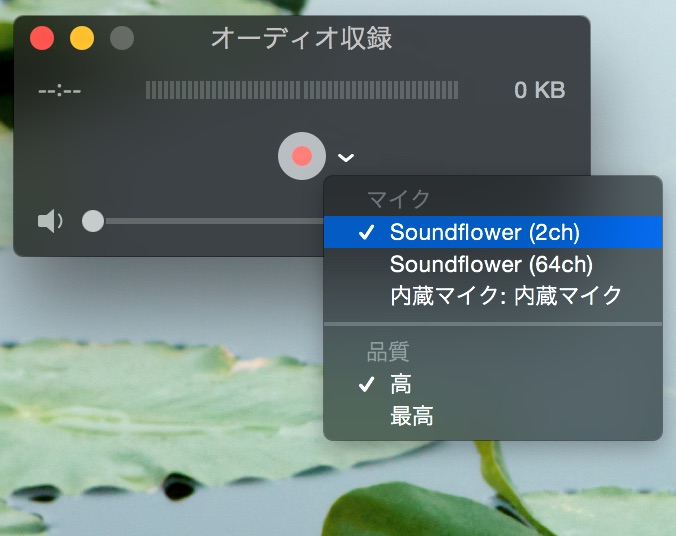 オーディオ収録
--:--
0 KB
マイク
Soundflower (2ch)
Soundflower (64ch)
内蔵マイク: 内蔵マイク
品質
高
最高